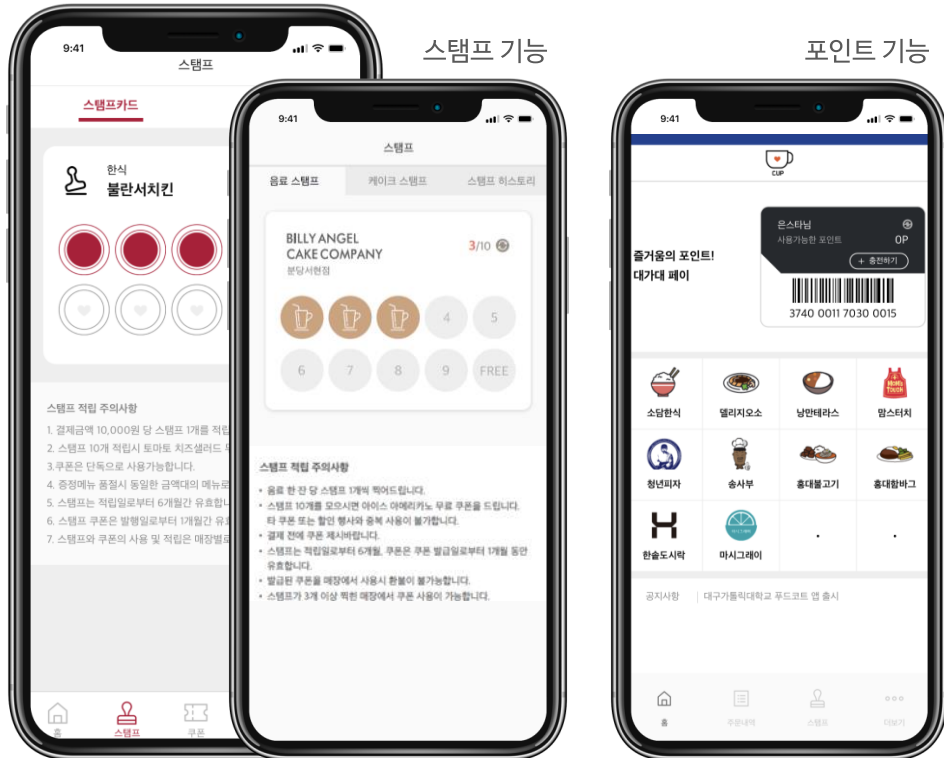 스탬프 기능
포인트 기능
9:41
스탬프
스탬프카드
한식
불란서치킨
스탬프 적립 주의사항
1. 결제금액 10,000원 당 스탬프 1개를 적립
2. 스탬프 10개 적립시 토마토 치즈샐러드
3.쿠폰은 단독으로 사용가능합니다.
4. 증정메뉴 품절시 동일한 금액대의 메뉴로
5. 스탬프는 적립일로부터 6개월간 유효합니
6. 스탬프 쿠폰은 발행일로부터 1개월간 유효
7. 스탬프와 쿠폰의 사용 및 적립은 매장별로
홈
스탬프
쿠폰
9:41
스탬프
음료 스탬프
케이크 스탬프
스탬프 히스토리
BILLY ANGEL
CAKE COMPANY
분당서현점
3/10
4
5
6
7
8
9
FREE
스탬프 적립 주의사항
• 음료 한 잔 당 스탬프 1개씩 찍어드립니다.
• 스탬프 10개를 모으시면 아이스 아메리카노 무료 쿠폰을 드립니다.
타 쿠폰 또는 할인 행사와 중복 사용이 불가합니다.
• 결제 전에 쿠폰 제시바랍니다.
• 스탬프는 적립일로부터 6개월, 쿠폰은 쿠폰 발급일로부터 1개월 동안
유효합니다.
• 발급된 쿠폰을 매장에서 사용시 환불이 불가능합니다.
• 스탬프가 3개 이상 찍힌 매장에서 쿠폰 사용이 가능합니다.
9:41
CUP
즐거움의 포인트!
대가대 페이
은스타님
사용가능한 포인트
0P
+ 충전하기
3740 0011 7030 0015
MOM'S
TOUCH
소담한식
델리지오소
낭만테라스
맘스터치
청년피자
송사부
홍대불고기
홍대함바그
한솥도시락
마시그래이
공지사항
대구가톨릭대학교 푸드코트 앱 출시
홈
주문내역
스탬프
더보기